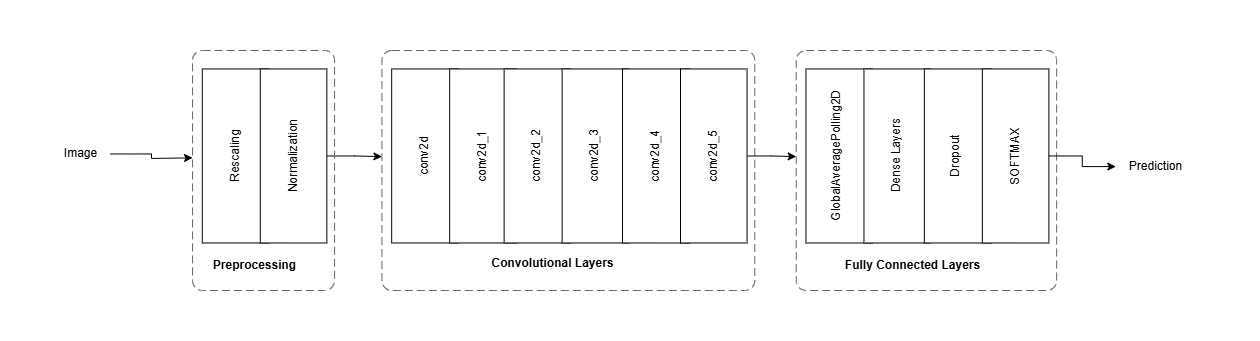 Image
Rescaling
Normalization
Preprocessing
conv2d
conv2d_1
conv2d_2
conv2d_3
conv2d_4
conv2d_5
Convolutional Layers
GlobalAveragePolling2D
Dense Layers
Dropout
SOFTMAX
Fully Connected Layers
Prediction